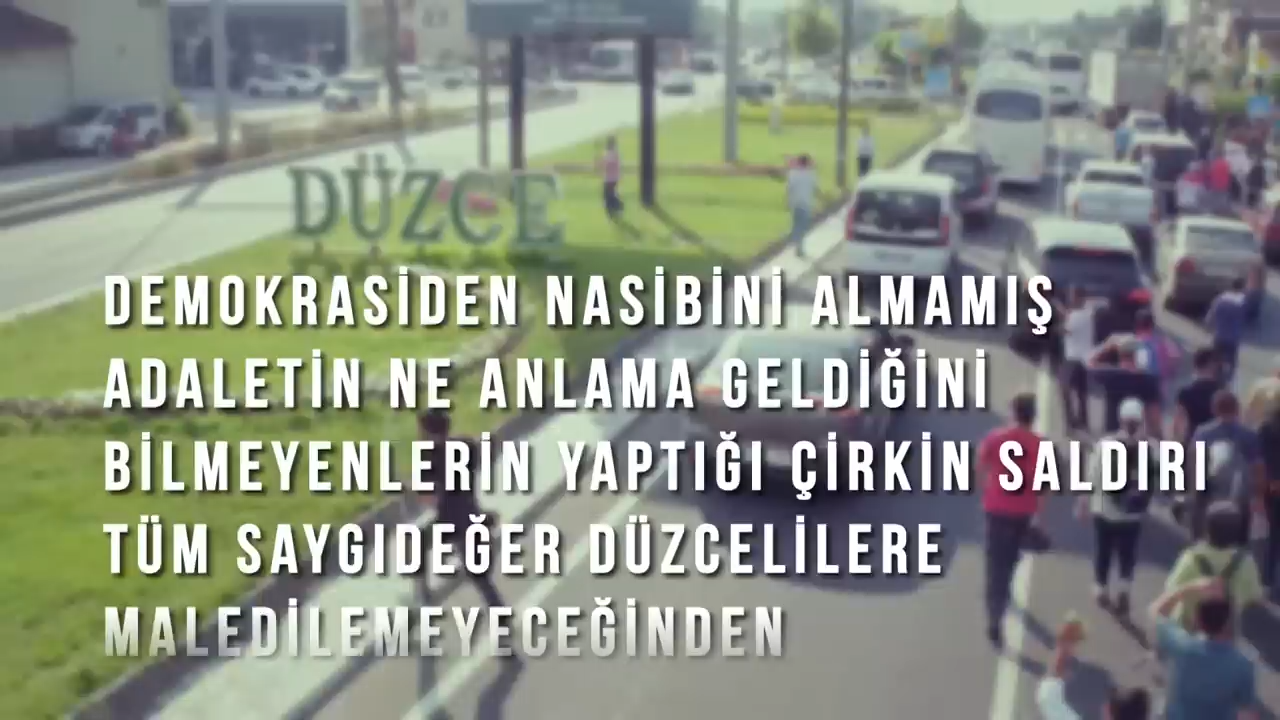 DÜZCE
DEMOKRASİDEN NASİBİNİ ALMAMIŞ
ADALETİN NE ANLAMA GELDİĞİNİ
BİLMEYENLERİN YAPTIĞI ÇİRKİN SALDIRI
TÜM SAYGIDEĞER DÜZCELİLERE
MALEDİLEMEYECEĞİNDEN